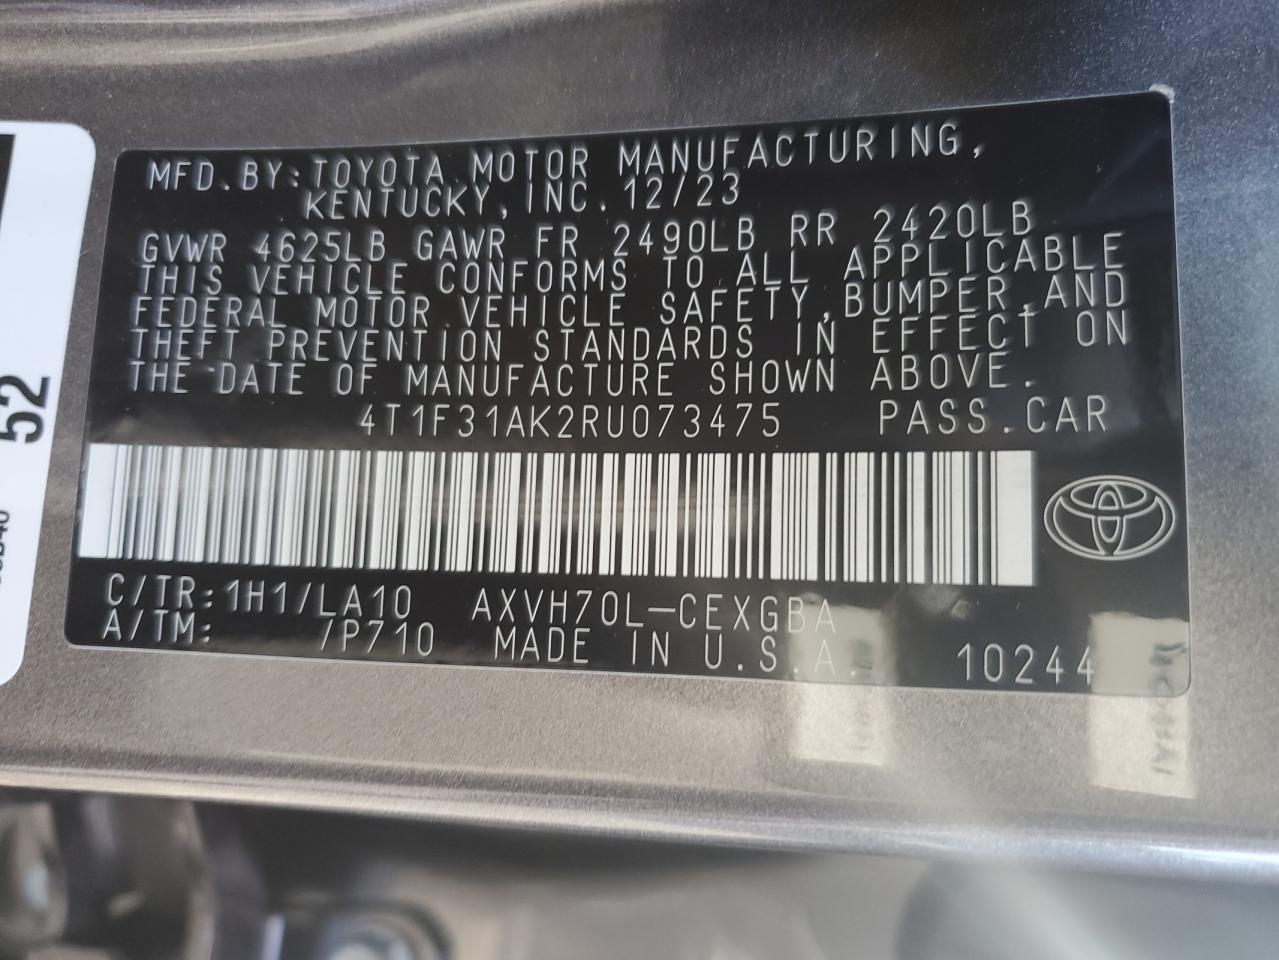 MFD.BY:TOYOTA MOTOR MANUFACTURING,
KENTUCKY,INC.12/23
GVWR 4625LB GAWR FR 2490LB RR 2420LB
THIS VEHICLE CONFORMS TO ALL APPLICABLE
FEDERAL MOTOR VEHICLE SAFETY,BUMPER,AND
THEFT PREVENTION STANDARDS IN EFFECT ON
THE DATE OF MANUFACTURE SHOWN ABOVE.
4T1F31AK2RU073475 PASS.CAR
C/TR:1H1/LA10 AXVH70L-CEXGBA
A/TM: /P710 MADE IN U.S.A. 10244
52